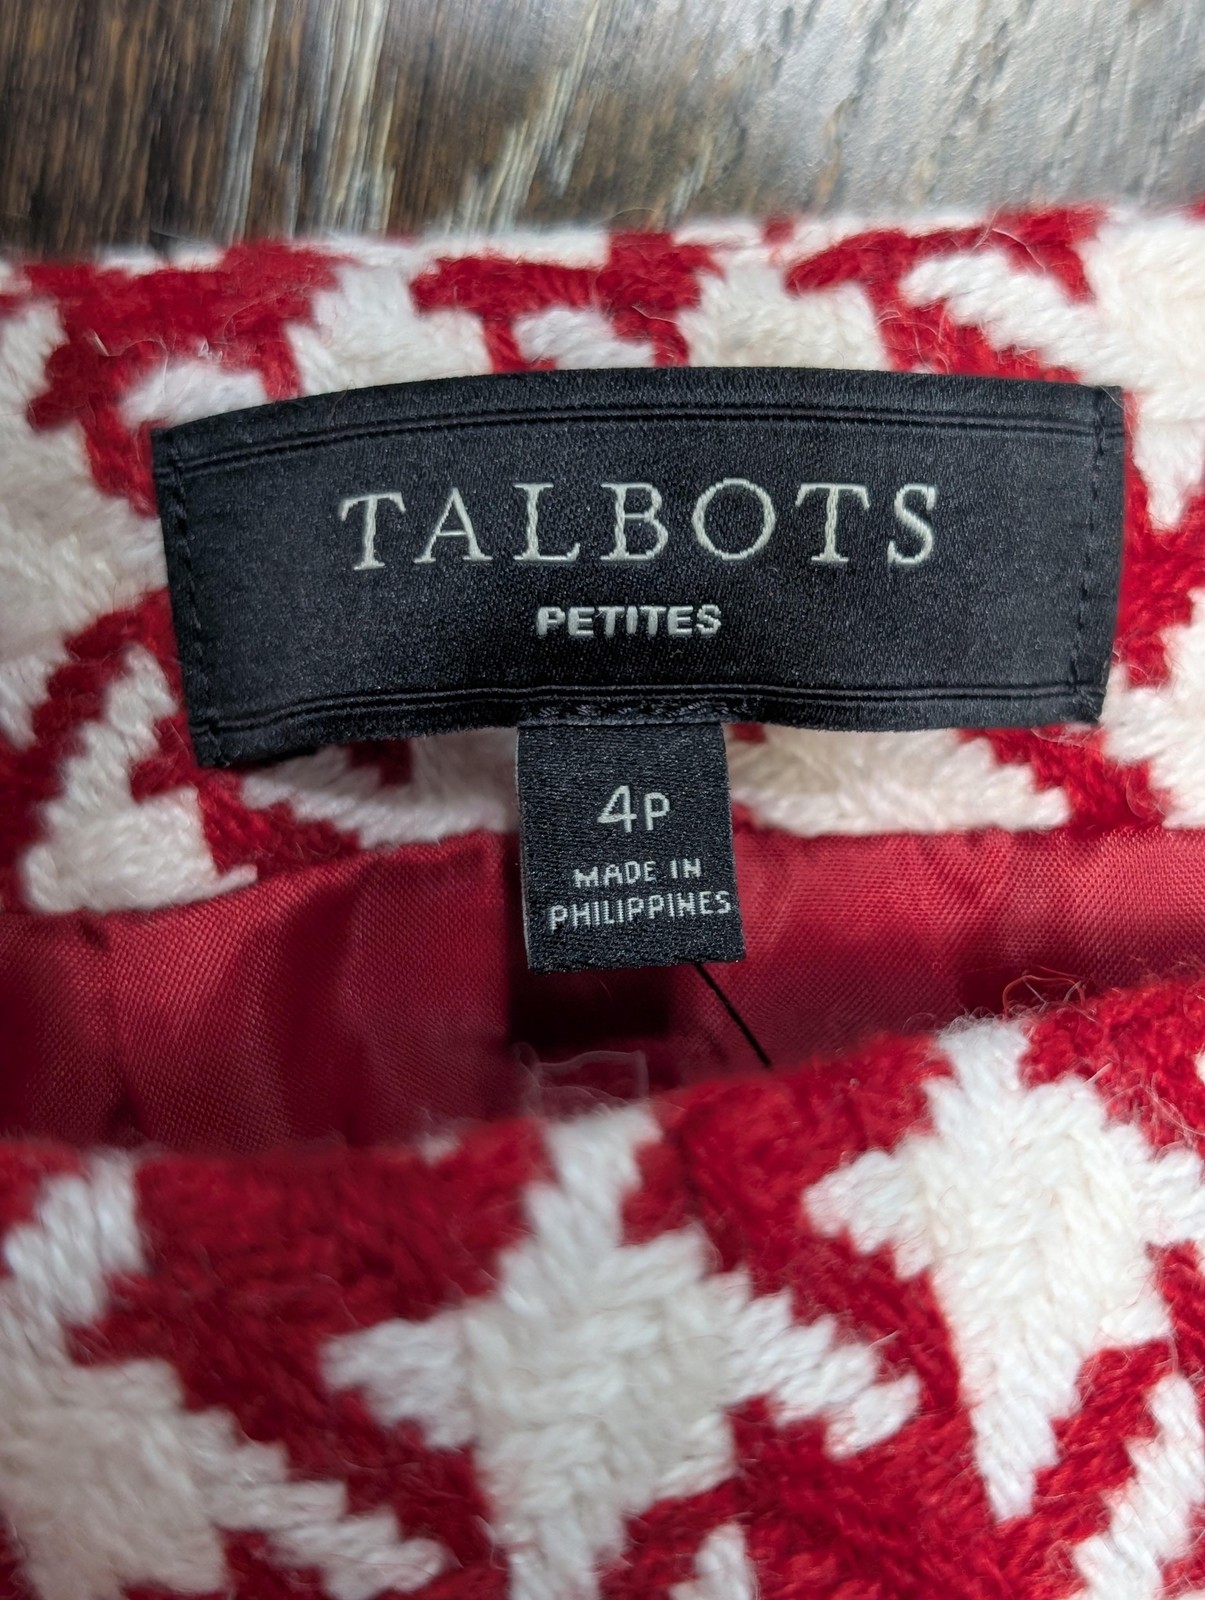 TALBOTS
PETITES
4P
MADE IN
PHILIPPINES